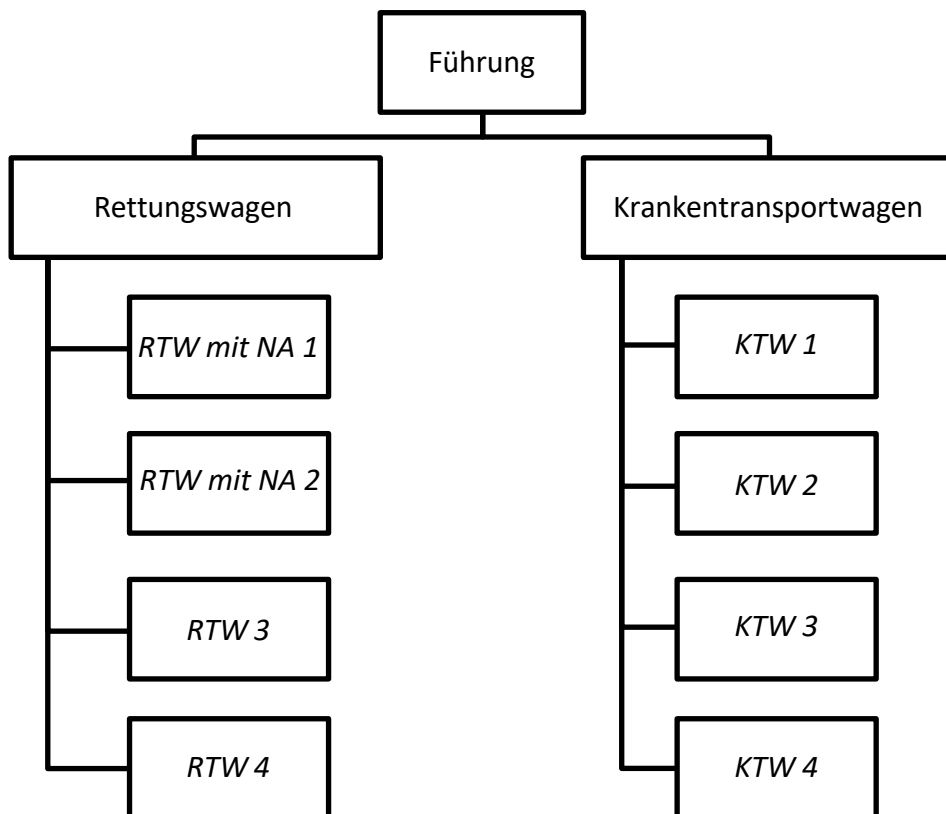 Führung
Rettungswagen
Krankentransportwagen
RTW mit NA 1
KTW 1
RTW mit NA 2
KTW 2
RTW 3
KTW 3
RTW 4
KTW 4